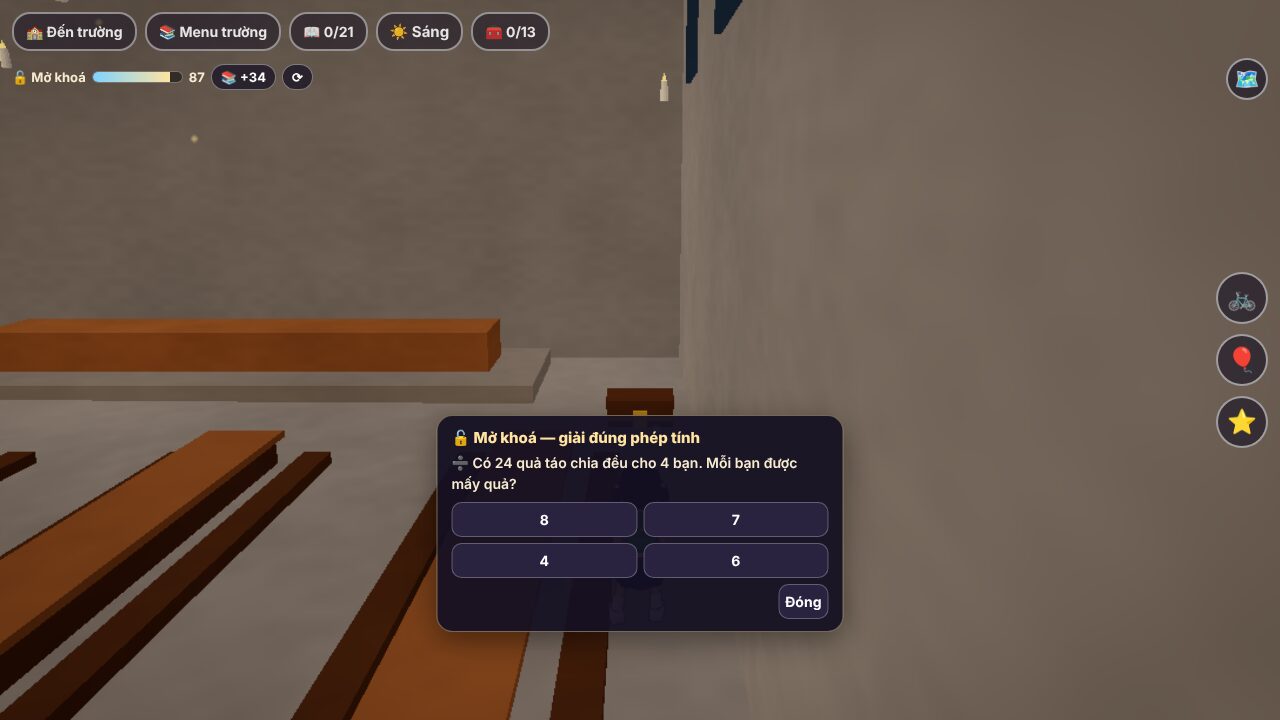 🏫 Đến trường
📚 Menu trường
📖 0/21
☀️ Sáng
🧰 0/13
🔓 Mở khoá
87
📚 +34
⟳
🔓 Mở khoá — giải đúng phép tính
➗ Có 24 quả táo chia đều cho 4 bạn. Mỗi bạn được
mấy quả?
8
7
4
6
Đóng